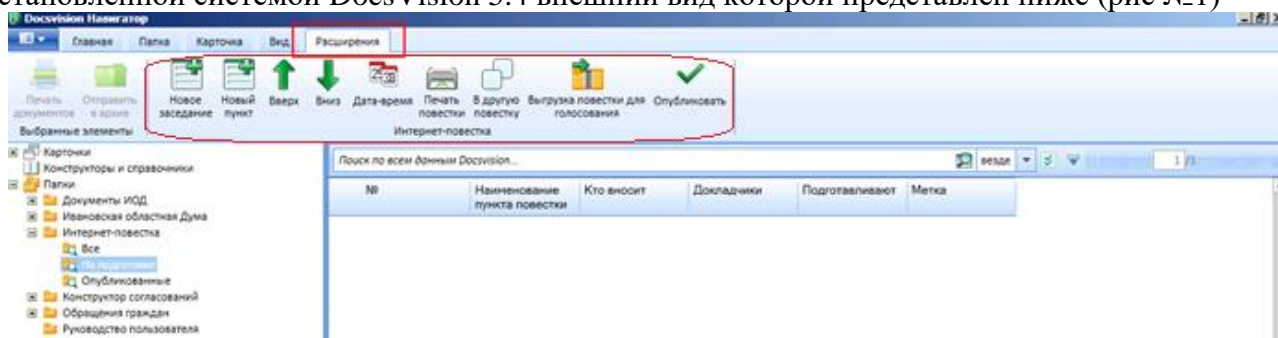 становленной системой DocsVision 5.4 внешний вид которой представлен ниже (рис №1)
Docsvision Навигатор
Главная Папка Карточка Вид Расширения
Печать документов
Отправить в архив
Новое заседание
Новый пункт
Вверх
Вниз
Дата-время
Печать повестки
В другую повестку
Выгрузка повестки для голосования
Опубликовать
Выбранные элементы
Интернет-повестка
Карточки
Конструкторы и справочники
Папки
Документы ИОД
Ивановская областная Дума
Интернет-повестка
Все
Опубликованные
Конструктор согласований
Обращения граждан
Руководство пользователя
Поиск по всем данным Docsvision...
везде
1 /1
№
Наименование пункта повестки
Кто вносит
Докладчики
Подготавливают
Метка